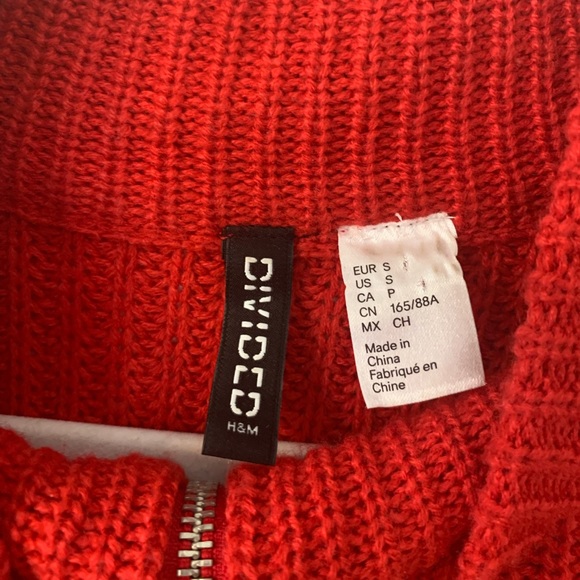 DIVIDED
H&M
EUR S
US S
CA P
CN 165/88A
MX CH
Made in
China
Fabriqué en
Chine